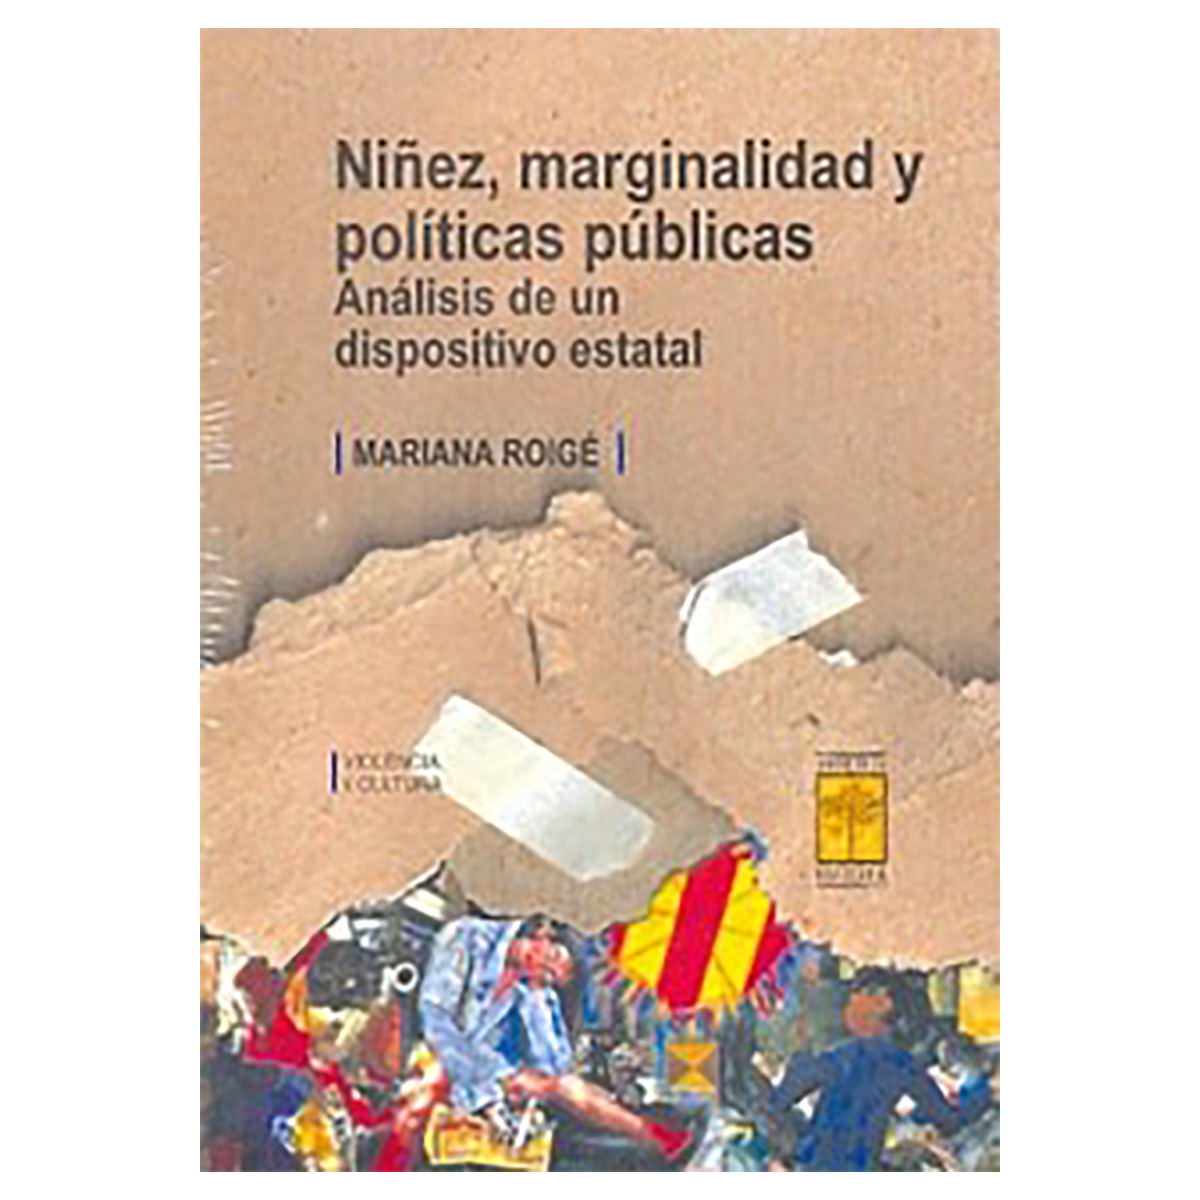 Niñez, marginalidad y
políticas públicas
Análisis de un
dispositivo estatal
MARIANA ROIGÉ
VIOLENCIA
Y CULTURA